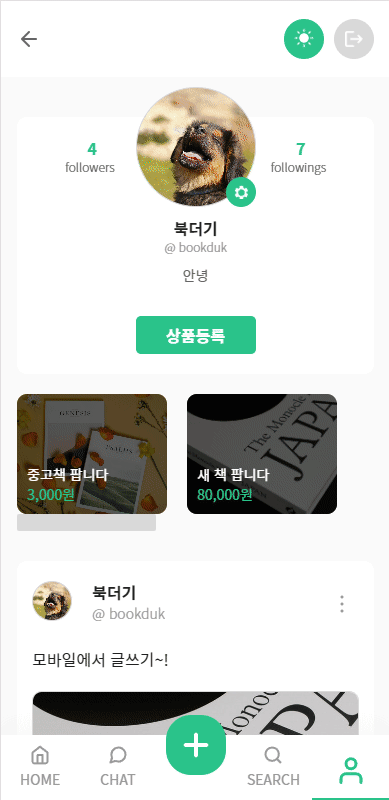 4
followers
7
followings
북더기
@ bookduk
안녕
상품등록
GENESIS
PSALMS
중고책 팝니다
3,000원
The Monocle
JAPA
새 책 팝니다
80,000원
북더기
@ bookduk
모바일에서 글쓰기~!
HOME
CHAT
SEARCH